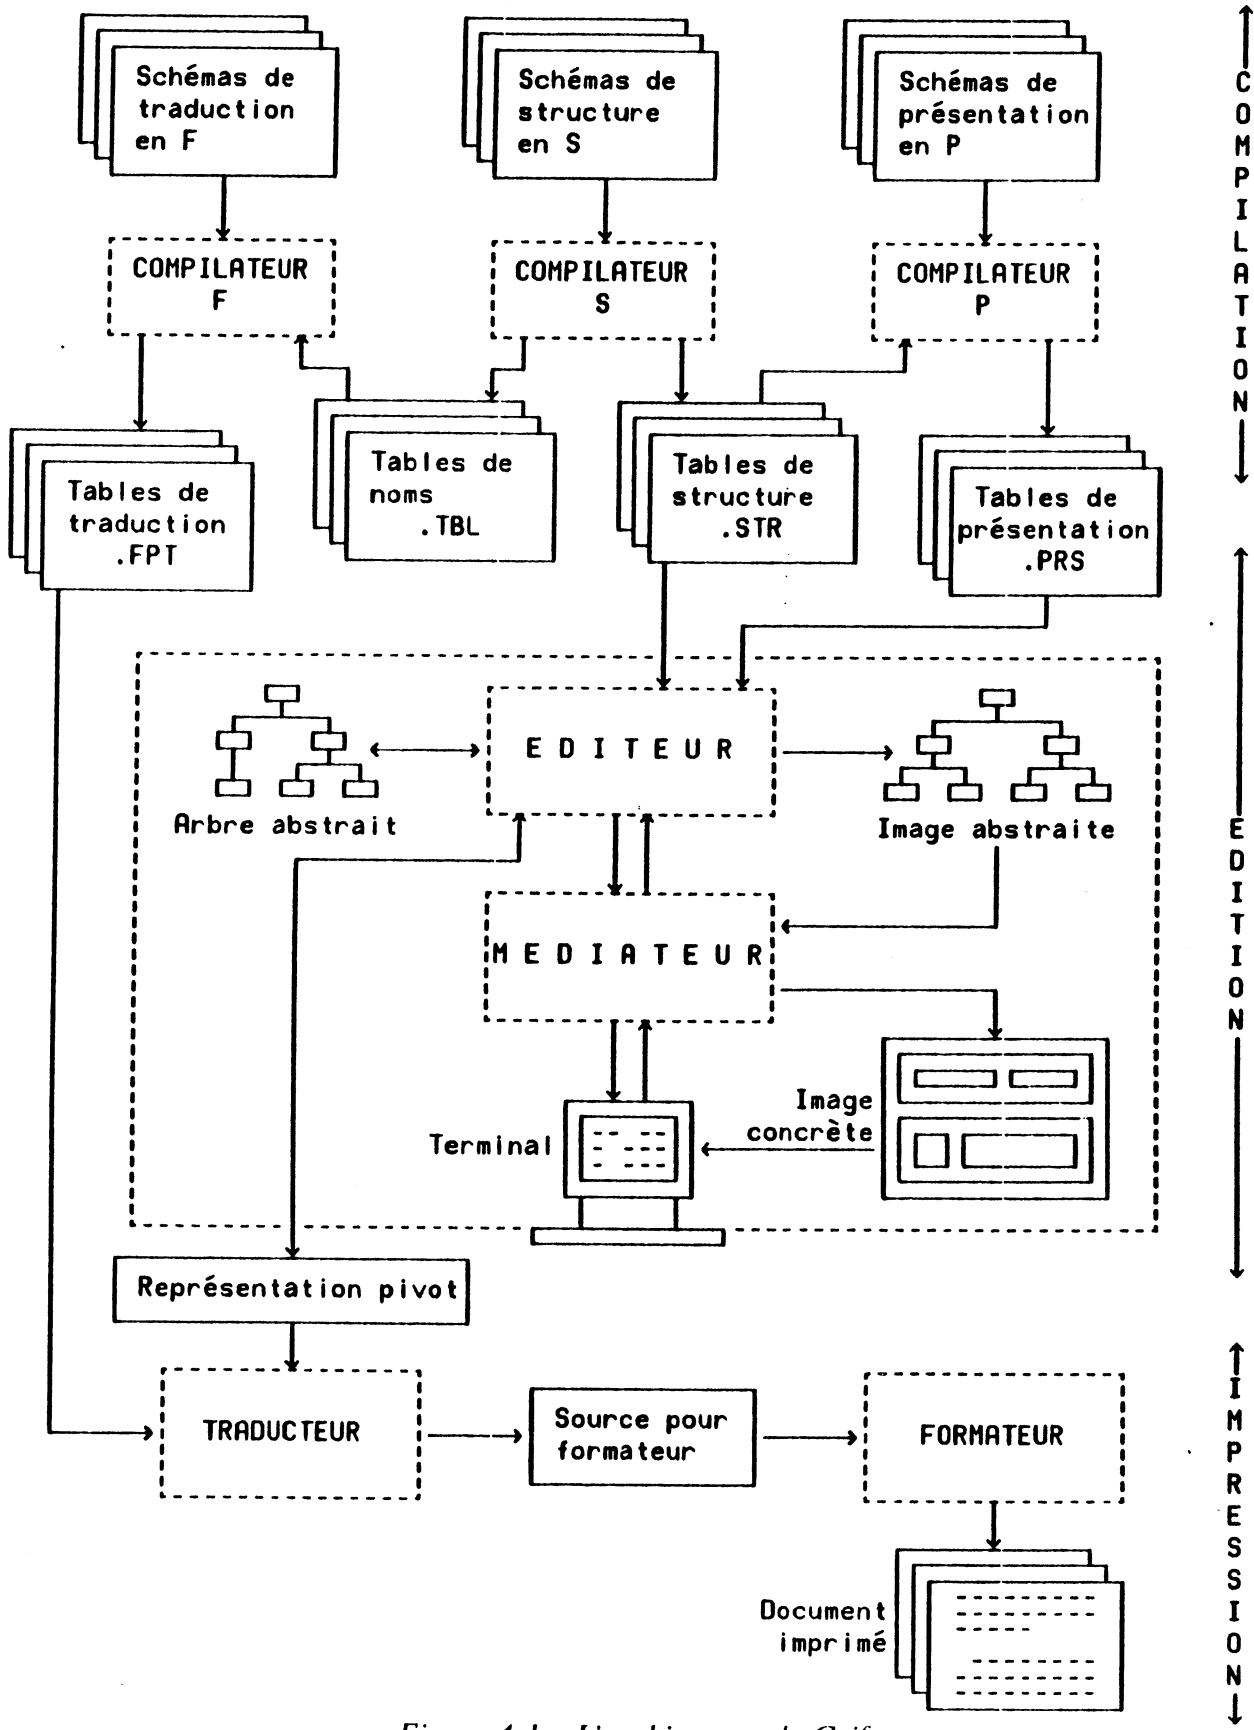 Schémas de
traduction
en F
Schémas de
structure
en S
Schémas de
présentation
en P
COMPILATION
COMPILATEUR
F
COMPILATEUR
S
COMPILATEUR
P
Tables de
traduction
.FPT
Tables de
noms
.TBL
Tables de
structure
.STR
Tables de
présentation
.PRS
EDITEUR
Arbre abstrait
Image abstraite
EDITION
MEDIATEUR
Terminal
Image
concrète
Représentation pivot
TRADUCTEUR
Source pour
formateur
FORMATEUR
IMPRESSION
Document
imprimé